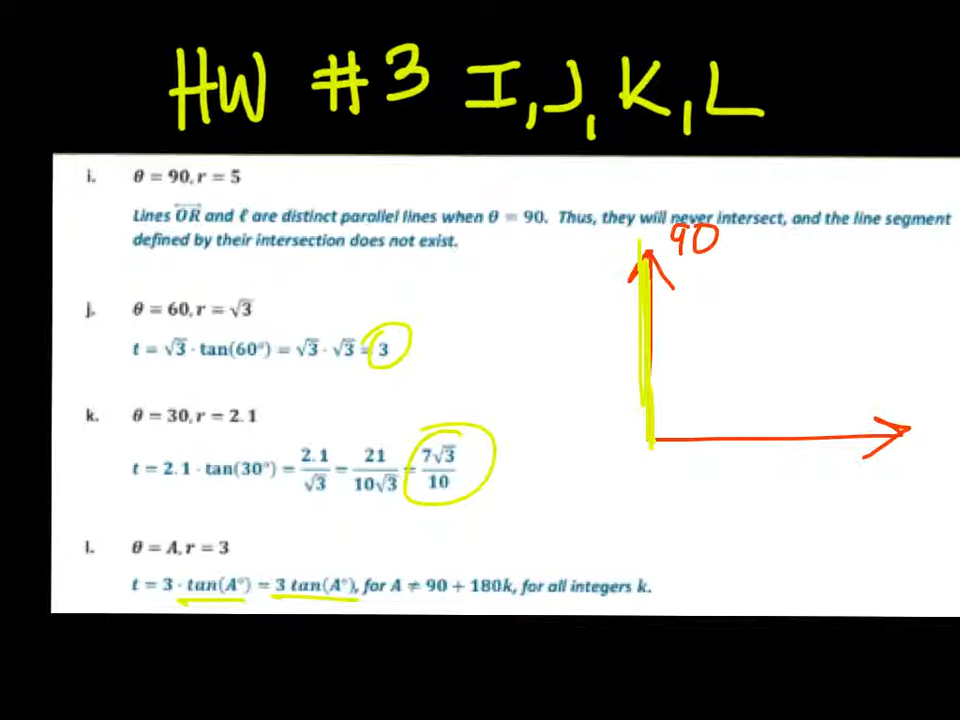 HW #3 I, J, K, L
i. θ = 90, r = 5
Lines OR and ℓ are distinct parallel lines when θ = 90. Thus, they will never intersect, and the line segment
defined by their intersection does not exist.
90
j. θ = 60, r = √3
t = √3 · tan(60°) = √3 · √3 = 3
k. θ = 30, r = 2.1
t = 2.1 · tan(30°) = 2.1/√3 = 21/10√3 = 7√3/10
l. θ = A, r = 3
t = 3 · tan(A°) = 3 tan(A°), for A ≠ 90 + 180k, for all integers k.